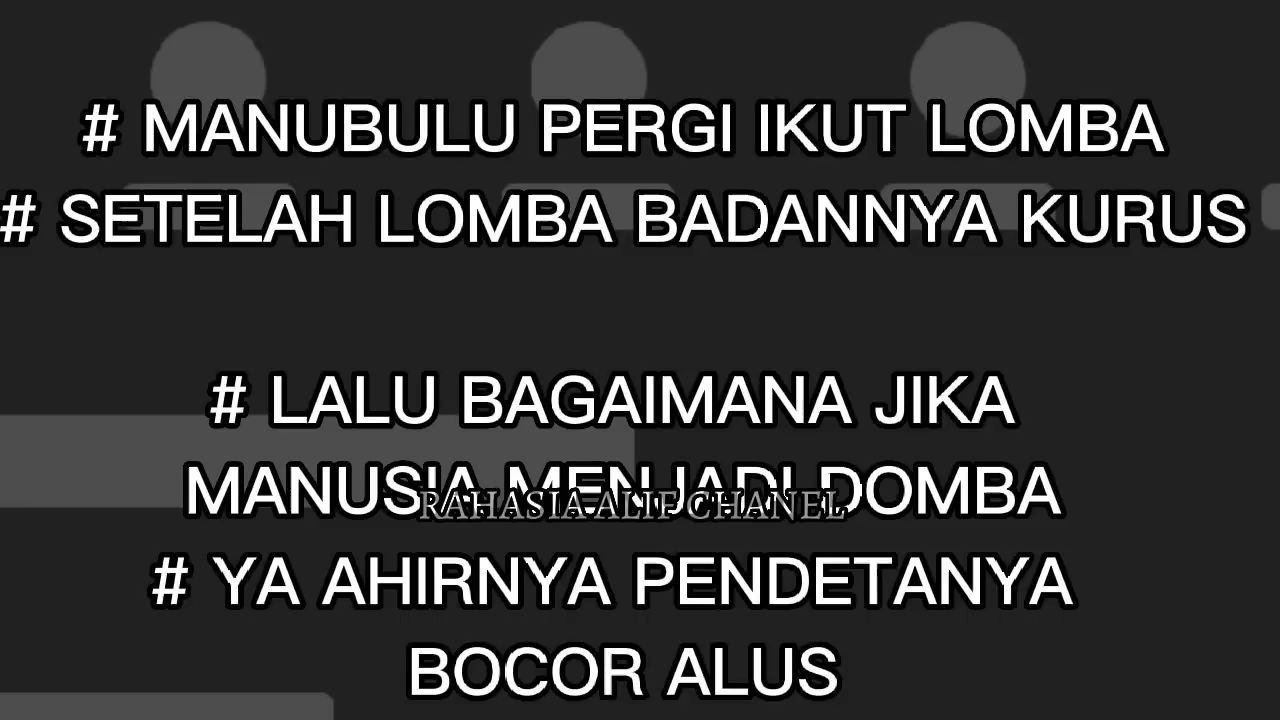 # MANUBULU PERGI IKUT LOMBA
# SETELAH LOMBA BADANNYA KURUS
# LALU BAGAIMANA JIKA
MANUSIA MENJADI DOMBA
RAHASIA ALIF CHANEL
# YA AHIRNYA PENDETANYA
BOCOR ALUS